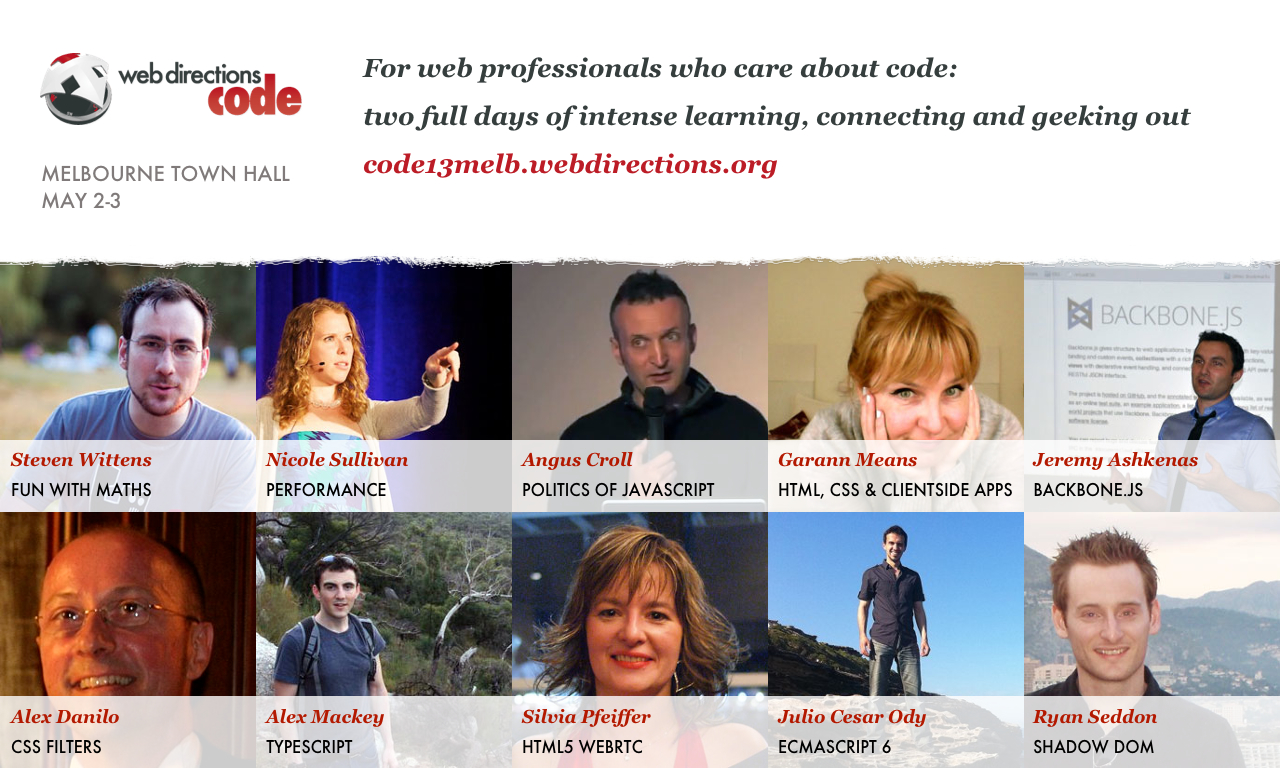 web directions
code
For web professionals who care about code:
two full days of intense learning, connecting and geeking out
code13melb.webdirections.org
MELBOURNE TOWN HALL
MAY 2-3
BACKBONE.JS
Steven Wittens
FUN WITH MATHS
Nicole Sullivan
PERFORMANCE
Angus Croll
POLITICS OF JAVASCRIPT
Garann Means
HTML, CSS & CLIENTSIDE APPS
Jeremy Ashkenas
BACKBONE.JS
Alex Danilo
CSS FILTERS
Alex Mackey
TYPESCRIPT
Silvia Pfeiffer
HTML5 WEBRTC
Julio Cesar Ody
ECMASCRIPT 6
Ryan Seddon
SHADOW DOM